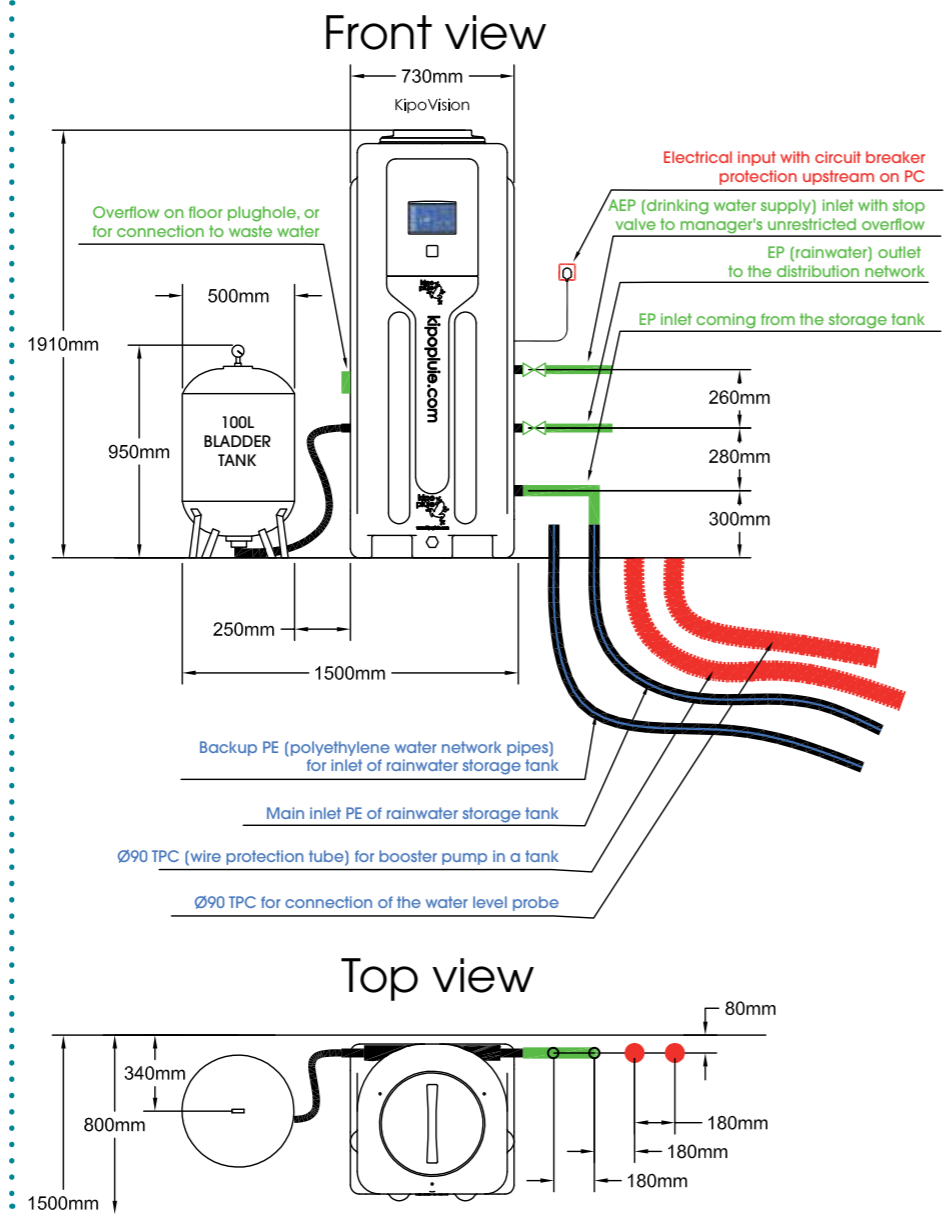 Front view
730mm
KipoVision
Electrical input with circuit breaker
protection upstream on PC
AEP (drinking water supply) inlet with stop
valve to manager's unrestricted overflow
EP (rainwater) outlet
to the distribution network
EP inlet coming from the storage tank
Overflow on floor plughole, or
for connection to waste water
500mm
1910mm
950mm
100L
BLADDER
TANK
kipopluie.com
260mm
280mm
300mm
250mm
1500mm
Backup PE (polyethylene water network pipes)
for inlet of rainwater storage tank
Main inlet PE of rainwater storage tank
Ø90 TPC (wire protection tube) for booster pump in a tank
Ø90 TPC for connection of the water level probe
Top view
80mm
340mm
800mm
1500mm
180mm
180mm
180mm